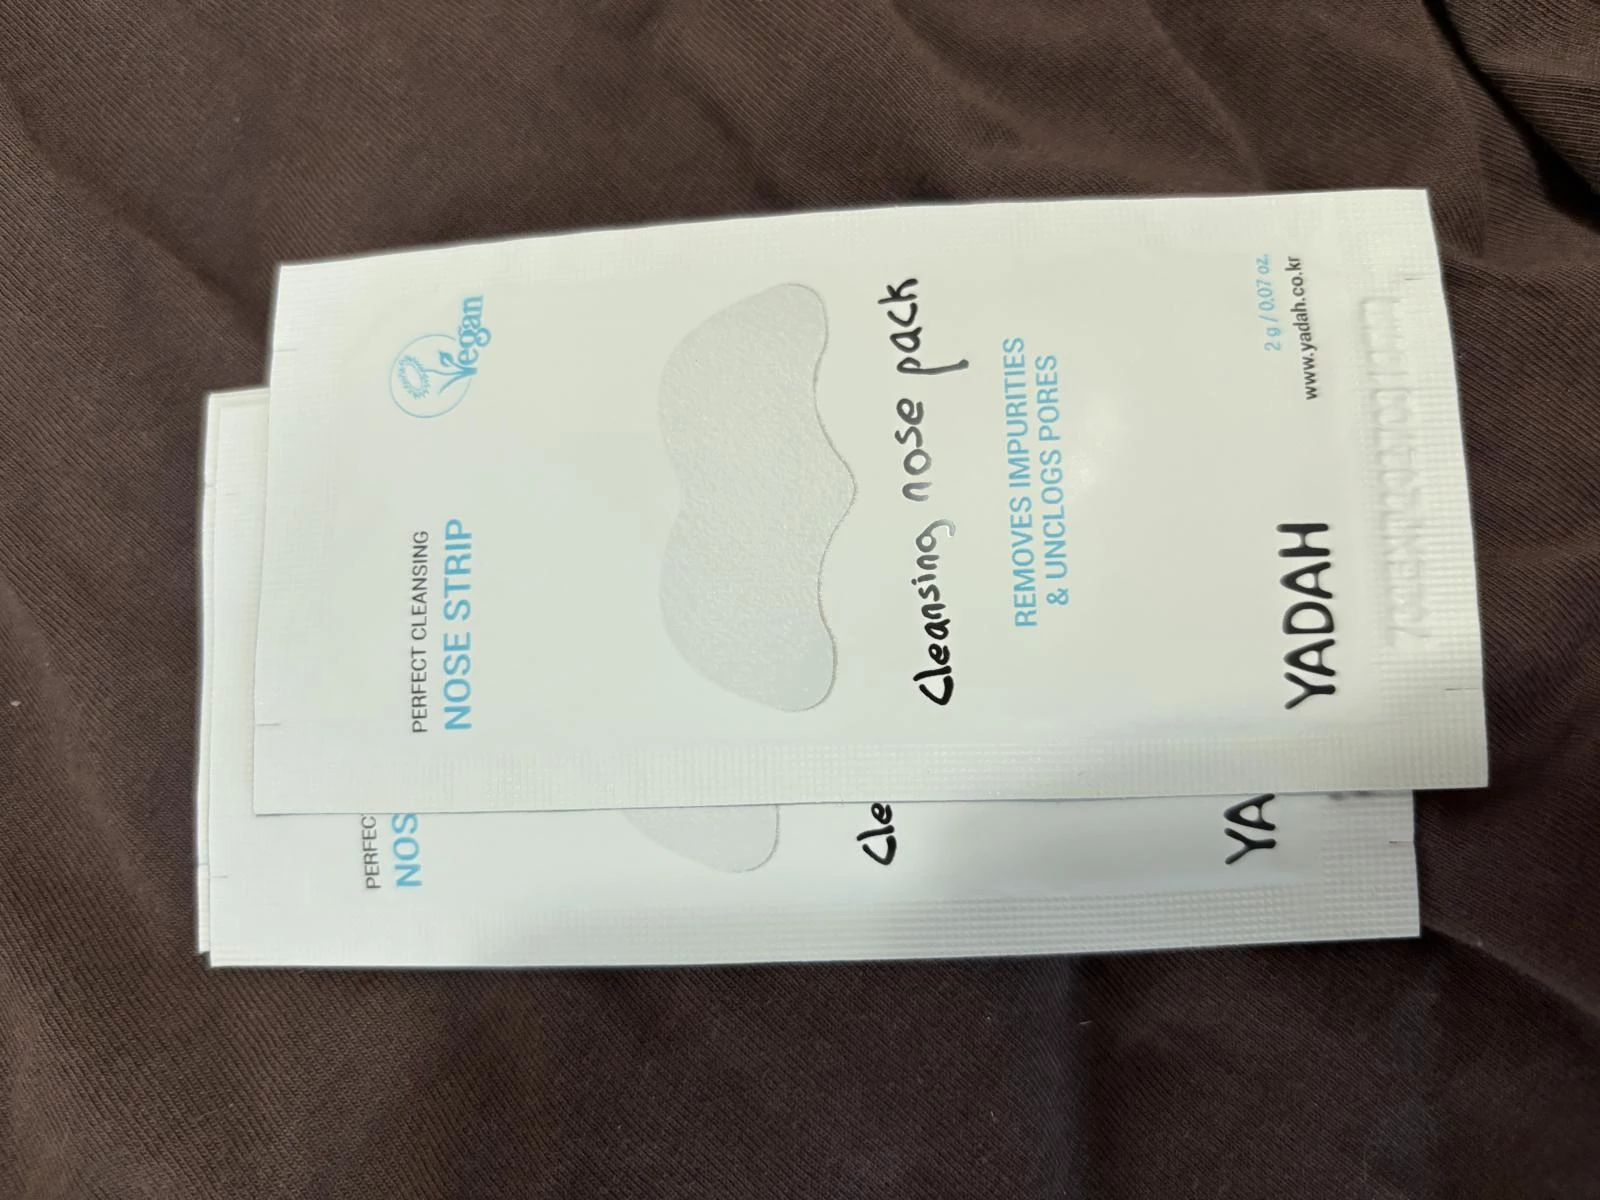 PERFECT CLEANSING
NOSE STRIP
Vegan
Cleansing nose pack
REMOVES IMPURITIES
& UNCLOGS PORES
2 g / 0.07 oz.
www.yadah.co.kr
YADAH
PERFEC
NOS
Cle
YA